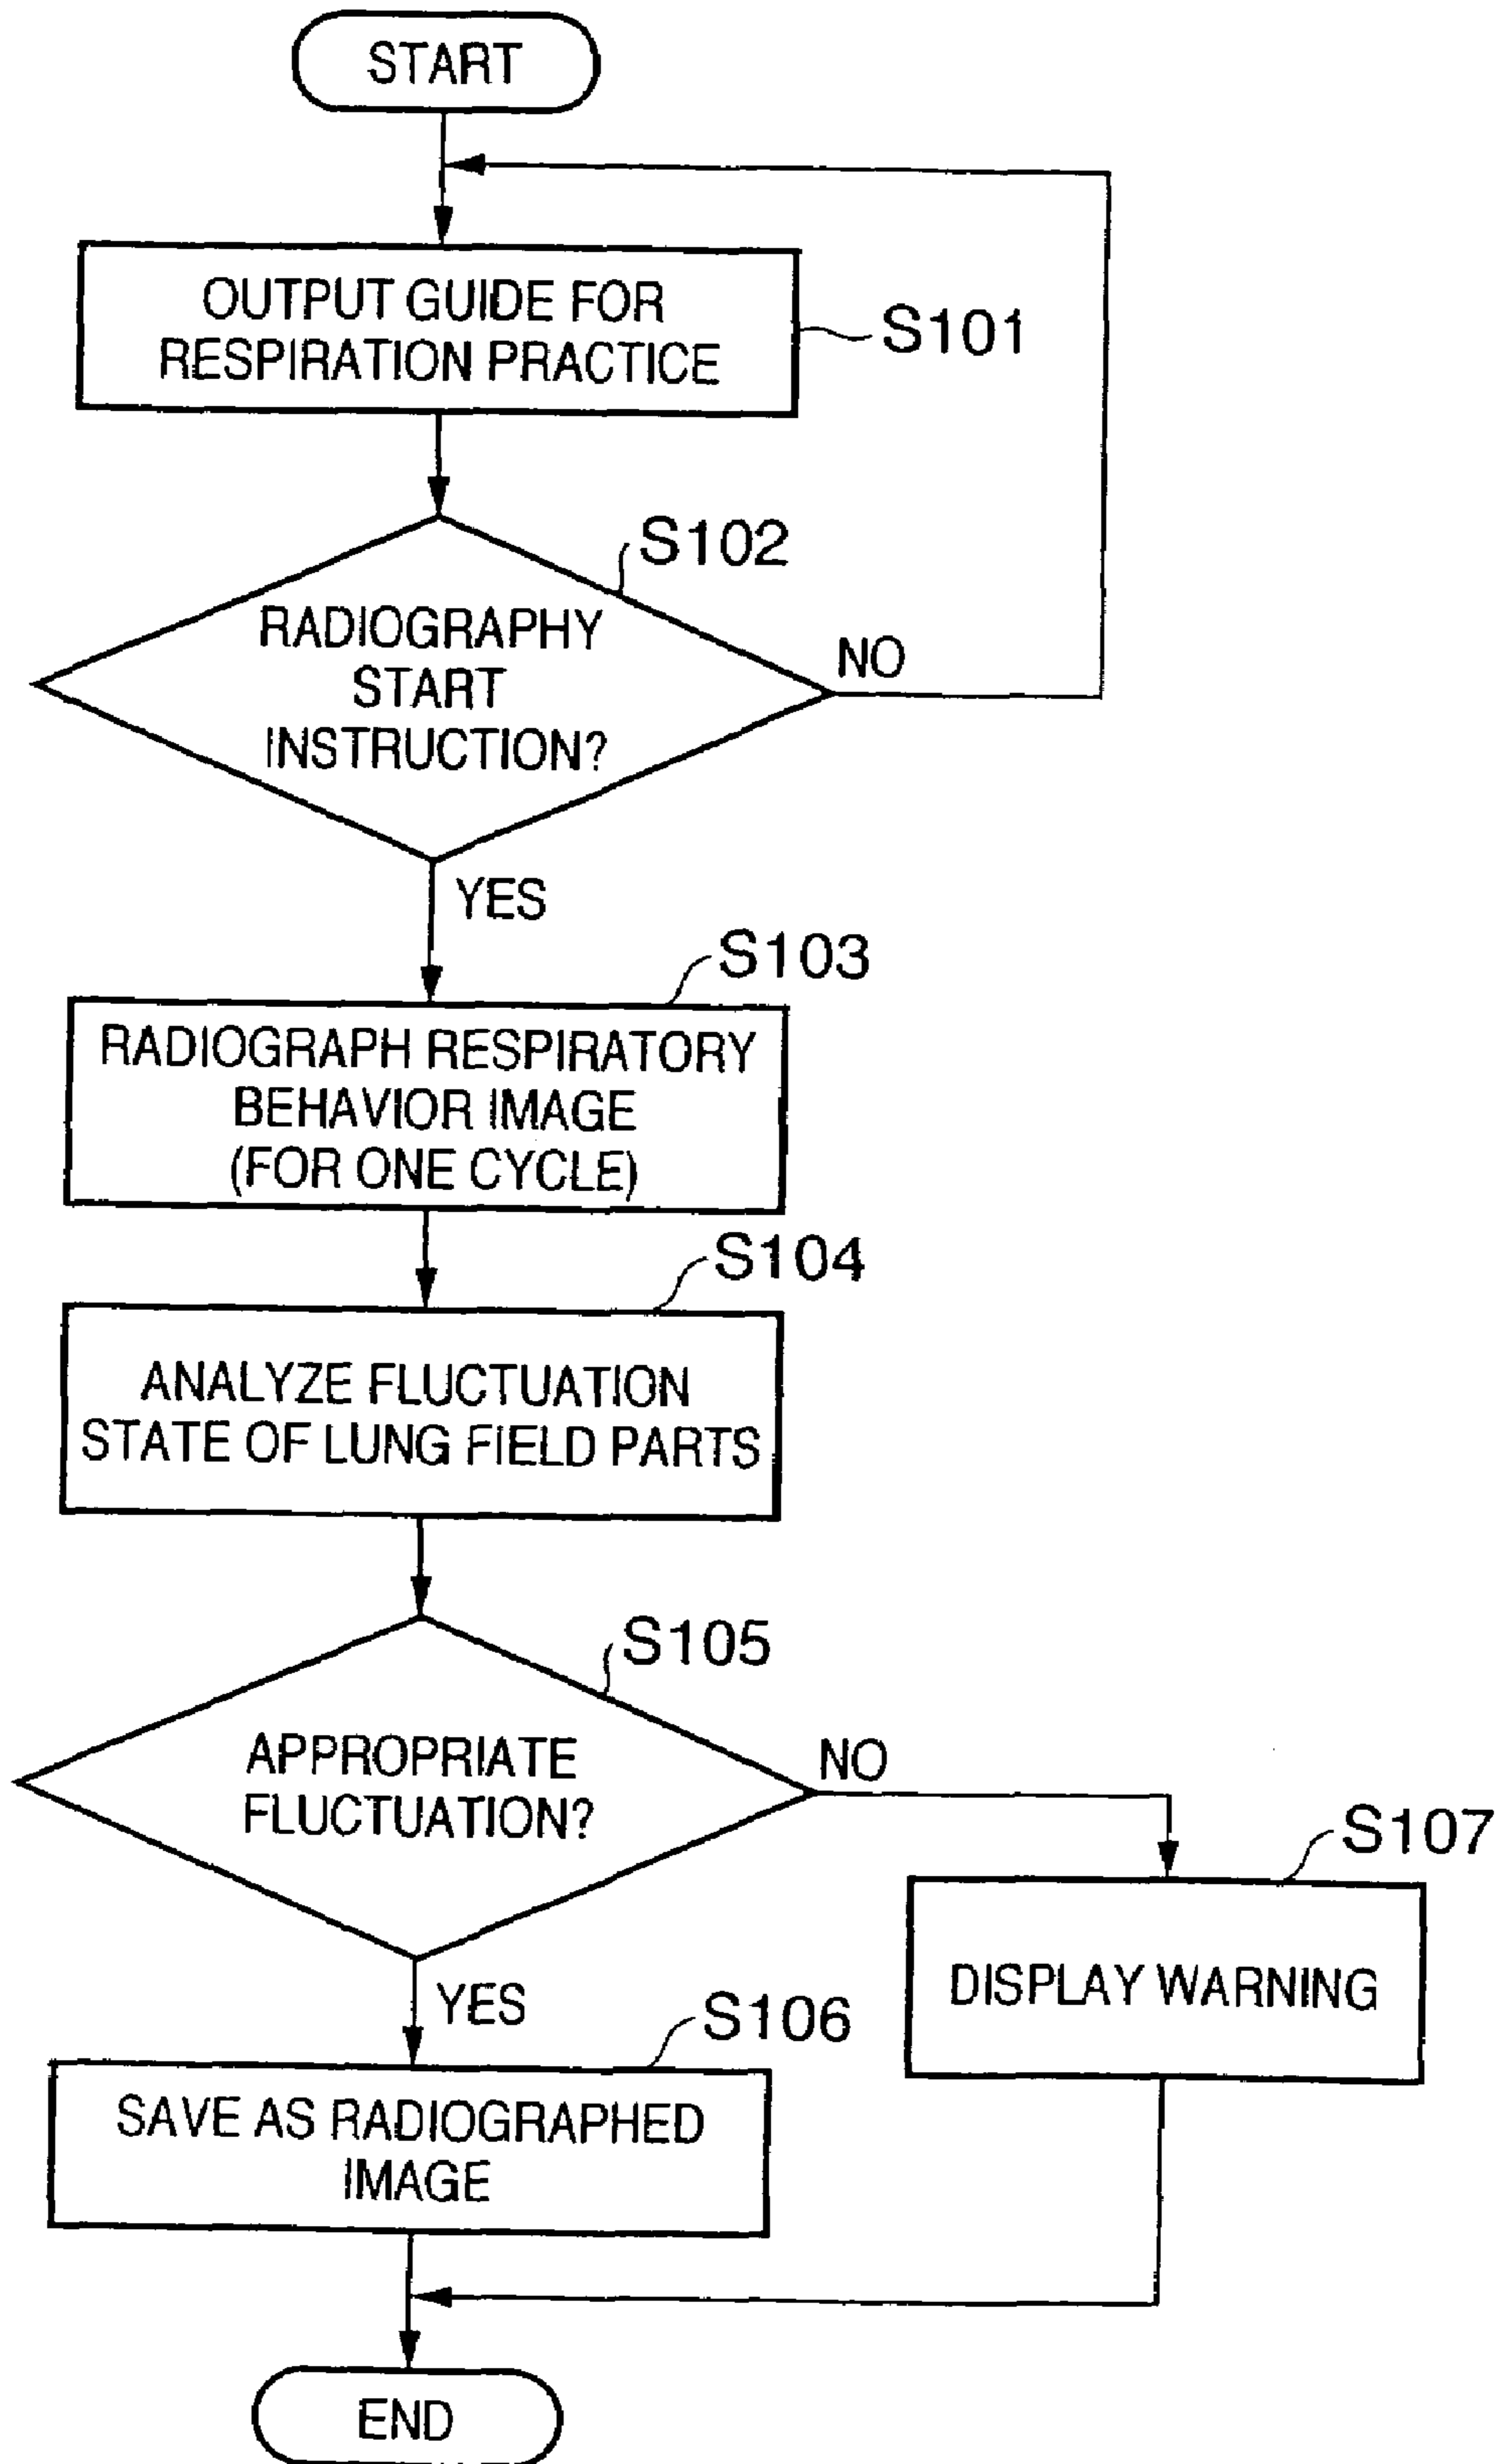 START
OUTPUT GUIDE FOR
RESPIRATION PRACTICE
S101
S102
RADIOGRAPHY
START
INSTRUCTION?
NO
YES
S103
RADIOGRAPH RESPIRATORY
BEHAVIOR IMAGE
(FOR ONE CYCLE)
S104
ANALYZE FLUCTUATION
STATE OF LUNG FIELD PARTS
S105
APPROPRIATE
FLUCTUATION?
NO
S107
DISPLAY WARNING
YES
S106
SAVE AS RADIOGRAPHED
IMAGE
END